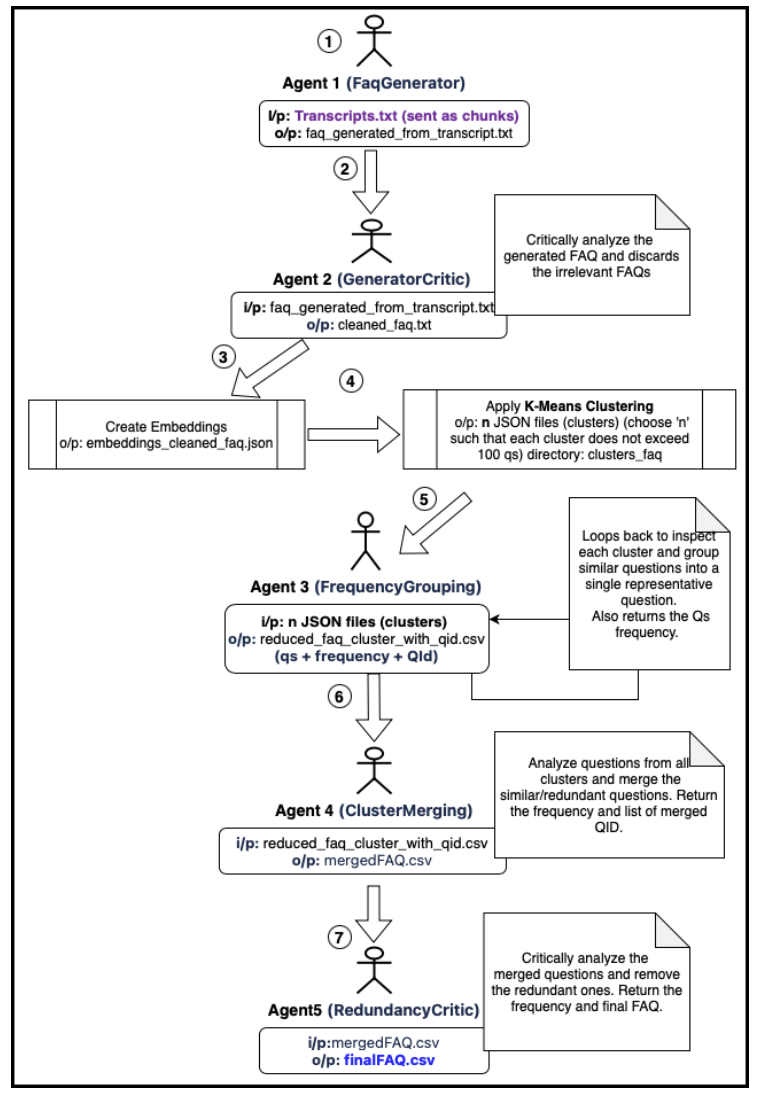 1
Agent 1 (FaqGenerator)
I/p: Transcripts.txt (sent as chunks)
o/p: faq_generated_from_transcript.txt
2
Critically analyze the
generated FAQ and discards
the irrelevant FAQs
Agent 2 (GeneratorCritic)
i/p: faq_generated_from_transcript.txt
o/p: cleaned_faq.txt
3
4
Create Embeddings
o/p: embeddings_cleaned_faq.json
Apply K-Means Clustering
o/p: n JSON files (clusters) (choose 'n'
such that each cluster does not exceed
100 qs) directory: clusters_faq
5
Loops back to inspect
each cluster and group
similar questions into a
single representative
question.
Also returns the Qs
frequency.
Agent 3 (FrequencyGrouping)
i/p: n JSON files (clusters)
o/p: reduced_faq_cluster_with_qid.csv
(qs + frequency + QId)
6
Analyze questions from all
clusters and merge the
similar/redundant questions. Return
the frequency and list of merged
QID.
Agent 4 (ClusterMerging)
i/p: reduced_faq_cluster_with_qid.csv
o/p: mergedFAQ.csv
7
Critically analyze the
merged questions and remove
the redundant ones. Return the
frequency and final FAQ.
Agent5 (RedundancyCritic)
i/p:mergedFAQ.csv
o/p: finalFAQ.csv